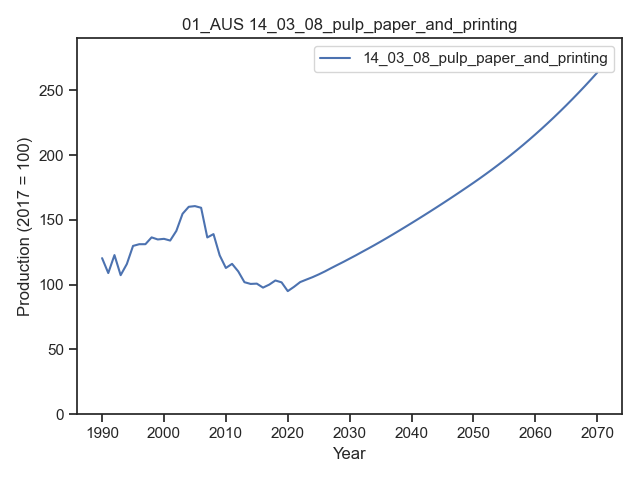 01_AUS 14_03_08_pulp_paper_and_printing
14_03_08_pulp_paper_and_printing
Production (2017 = 100)
250
200
150
100
50
0
1990 2000 2010 2020 2030 2040 2050 2060 2070
Year